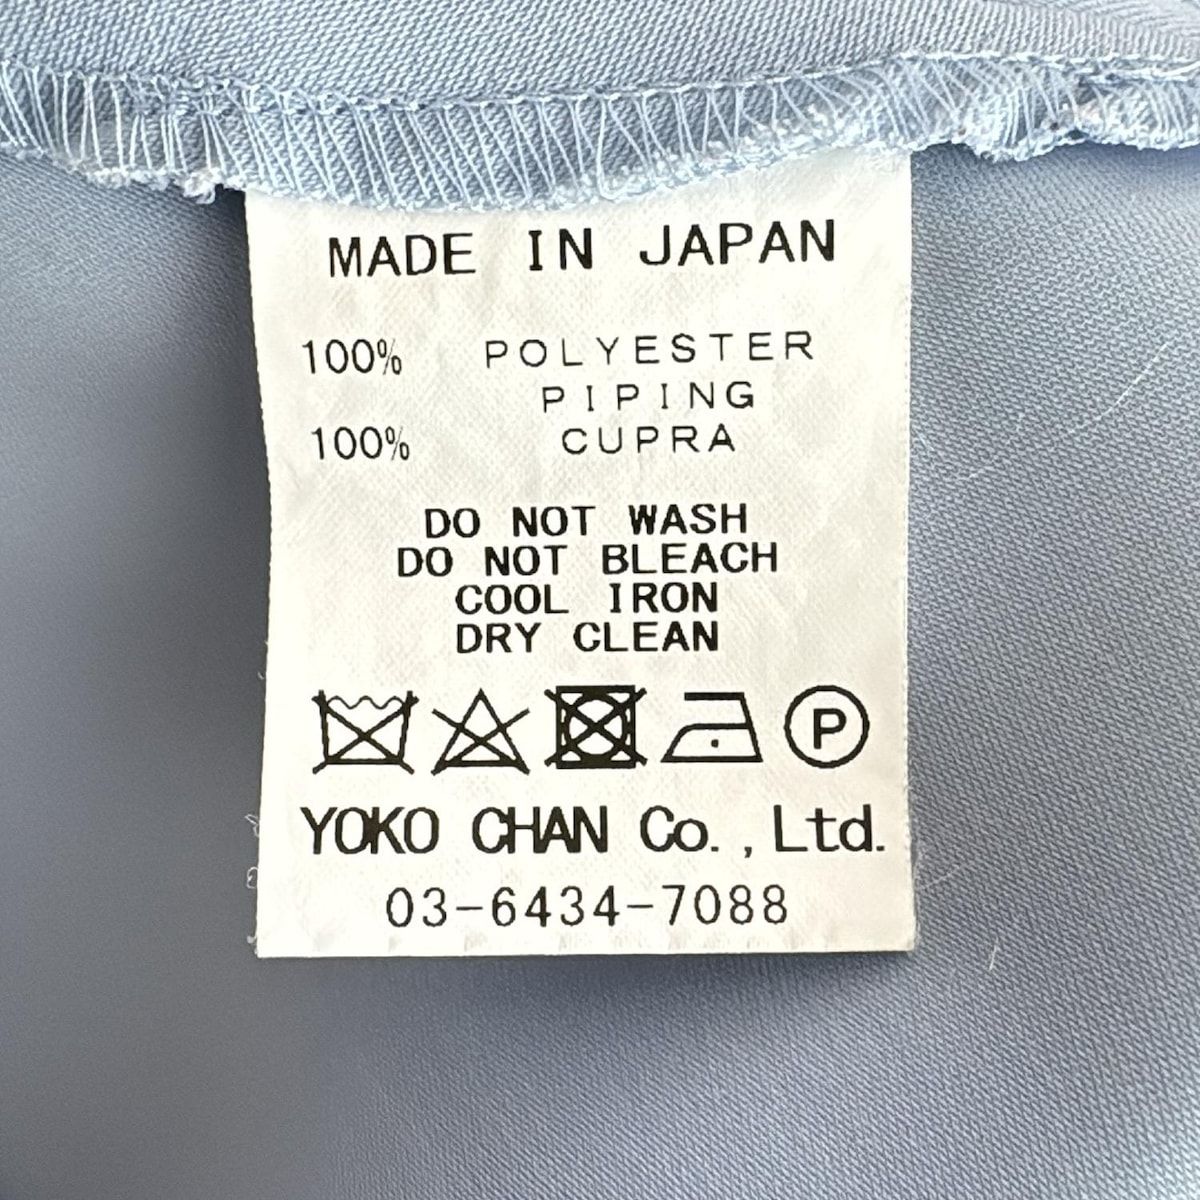 MADE IN JAPAN
100% POLYESTER
PIPING
100% CUPRA
DO NOT WASH
DO NOT BLEACH
COOL IRON
DRY CLEAN
P
YOKO CHAN Co.,Ltd.
03-6434-7088